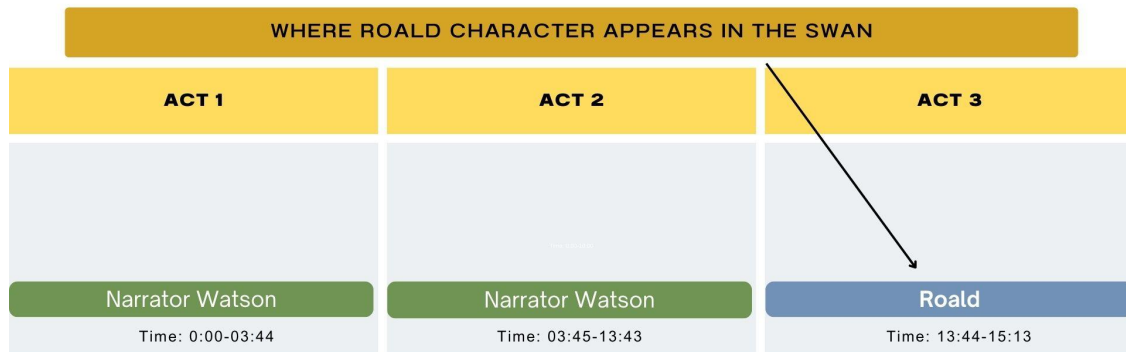 WHERE ROALD CHARACTER APPEARS IN THE SWAN
ACT 1
ACT 2
ACT 3
Narrator Watson
Narrator Watson
Roald
Time: 0:00-03:44
Time: 03:45-13:43
Time: 13:44-15:13